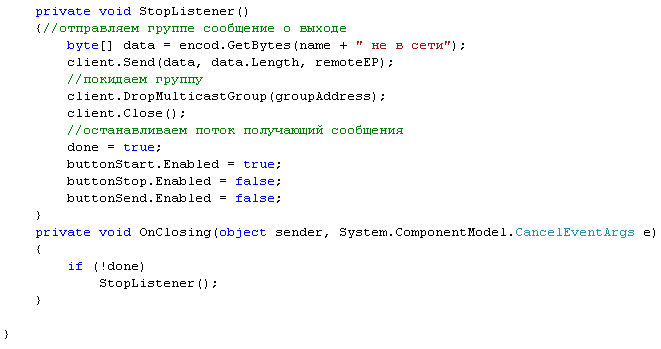 private void StopListener()
{//отправляем группе сообщение о выходе
byte[] data = encod.GetBytes(name + " не в сети");
client.Send(data, data.Length, remoteEP);
//покидаем группу
client.DropMulticastGroup(groupAddress);
client.Close();
//останавливаем поток получающий сообщения
done = true;
buttonStart.Enabled = true;
buttonStop.Enabled = false;
buttonSend.Enabled = false;
}
private void OnClosing(object sender, System.ComponentModel.CancelEventArgs e)
{
if (!done)
StopListener();
}
}